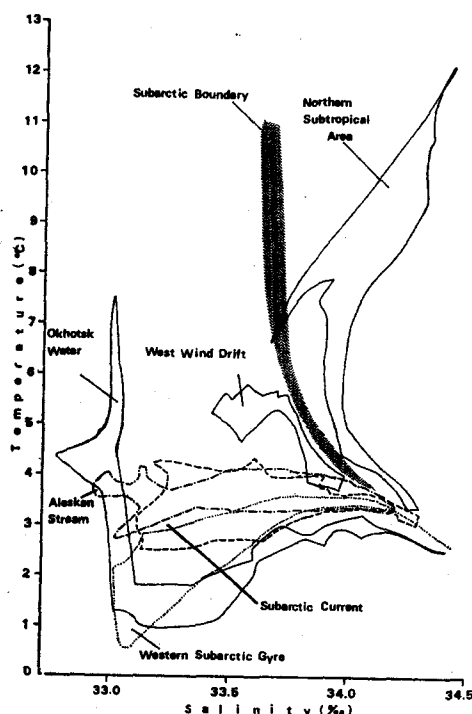 13
12
11
10
9
8
7
6
5
4
3
2
1
0
Temperature (°C)
Subarctic Boundary
Northern
Subtropical
Area
Okhotsk
Water
West Wind Drift
Alaskan
Stream
Subarctic Current
Western Subarctic Gyre
33.0
33.5
34.0
34.5
Salinity (‰)